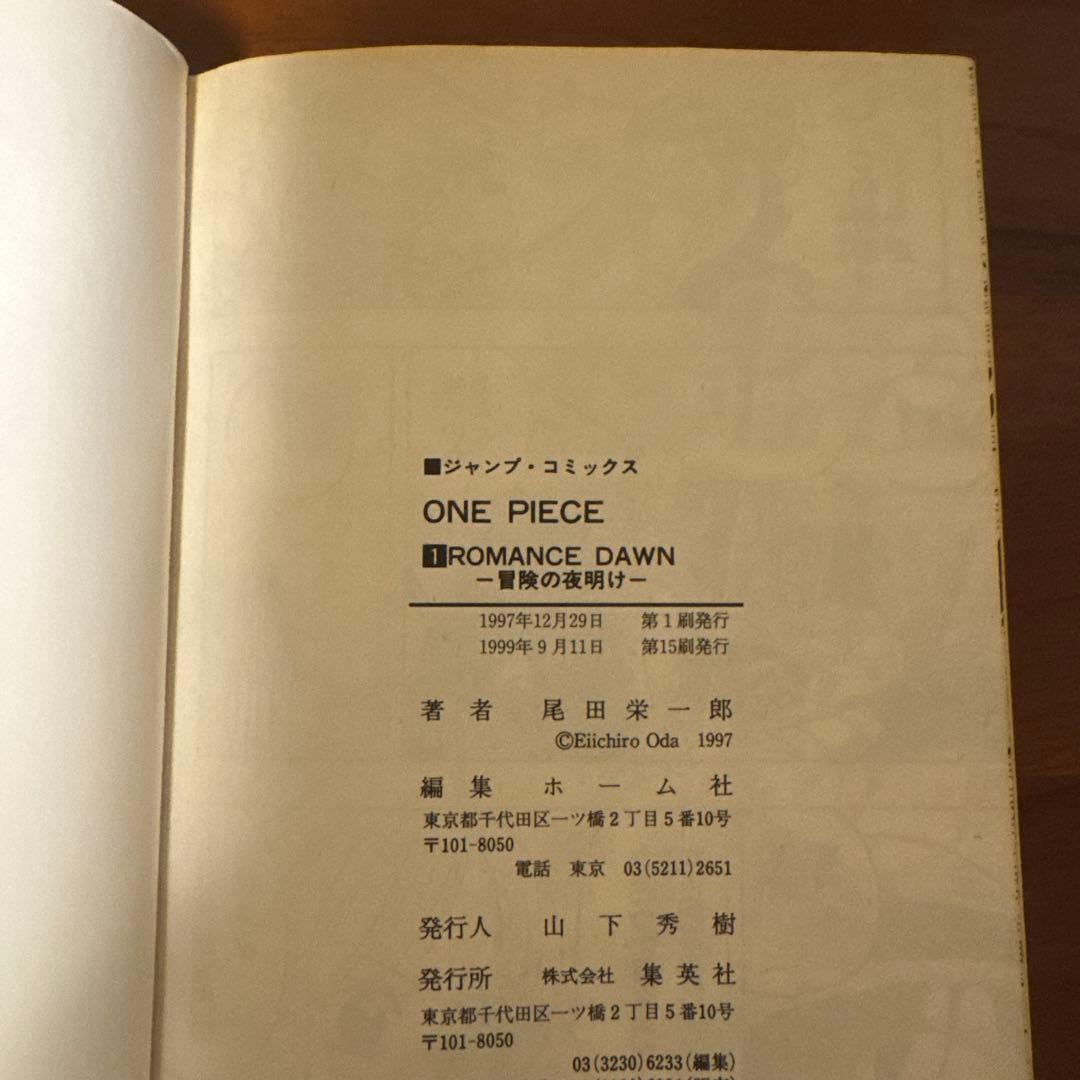 ■ジャンプ・コミックス
ONE PIECE
1 ROMANCE DAWN
ー冒険の夜明けー
1997年12月29日 第1刷発行
1999年9月11日 第15刷発行
著者 尾田栄一郎
©Eiichiro Oda 1997
編集 ホーム社
東京都千代田区一ツ橋2丁目5番10号
〒101-8050
電話 東京 03(5211)2651
発行人 山下秀樹
発行所 株式会社 集英社
東京都千代田区一ツ橋2丁目5番10号
〒101-8050
03(3230)6233(編集)